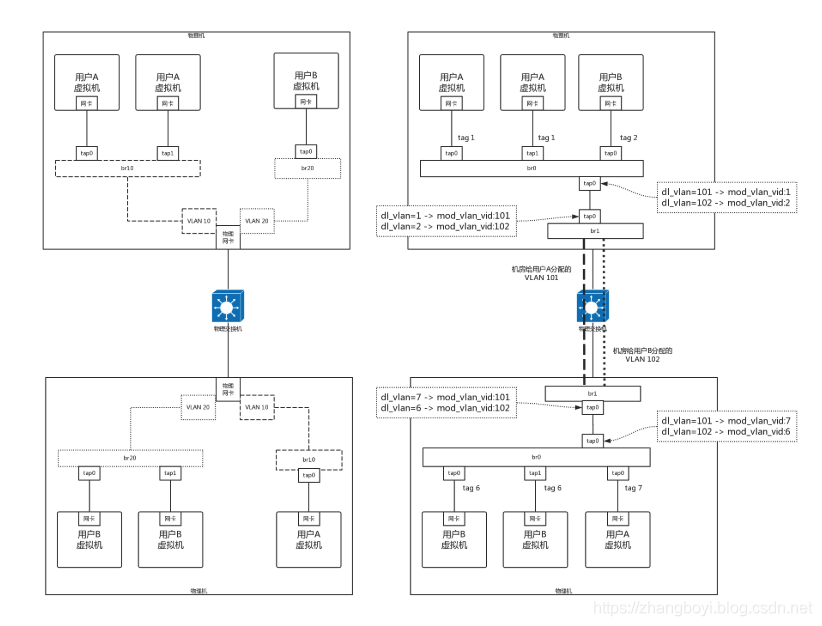 物理机
用户A
虚拟机
网卡
用户A
虚拟机
网卡
用户B
虚拟机
网卡
tap0
tap1
tap0
br10
br20
VLAN 10
VLAN 20
物理
网卡
物理交换机
物理
网卡
VLAN 20
VLAN 10
br20
br10
tap0
tap1
tap0
网卡
用户B
虚拟机
网卡
用户B
虚拟机
网卡
用户A
虚拟机
物理机
物理机
用户A
虚拟机
网卡
用户A
虚拟机
网卡
用户B
虚拟机
网卡
tag 1
tag 1
tag 2
tap0
tap1
tap0
br0
tap0
dl_vlan=101 -> mod_vlan_vid:1
dl_vlan=102 -> mod_vlan_vid:2
dl_vlan=1 -> mod_vlan_vid:101
dl_vlan=2 -> mod_vlan_vid:102
tap0
br1
机房给用户A分配的
VLAN 101
物理交换机
机房给用户B分配的
VLAN 102
br1
dl_vlan=7 -> mod_vlan_vid:101
dl_vlan=6 -> mod_vlan_vid:102
tap0
tap0
dl_vlan=101 -> mod_vlan_vid:7
dl_vlan=102 -> mod_vlan_vid:6
br0
tap0
tap1
tap0
tag 6
tag 6
tag 7
网卡
用户B
虚拟机
网卡
用户B
虚拟机
网卡
用户A
虚拟机
物理机
https://zhangboyi.blog.csdn.net